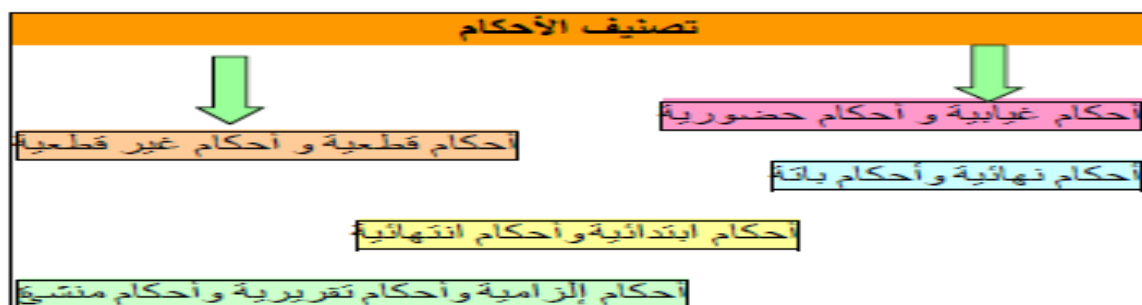 تصنيف الأحكام
أحكام غيابية و أحكام حضورية
أحكام قطعية و أحكام غير قطعية
أحكام نهائية وأحكام باتة
أحكام ابتدائية وأحكام انتهائية
أحكام إلزامية وأحكام تقريرية وأحكام منشئ